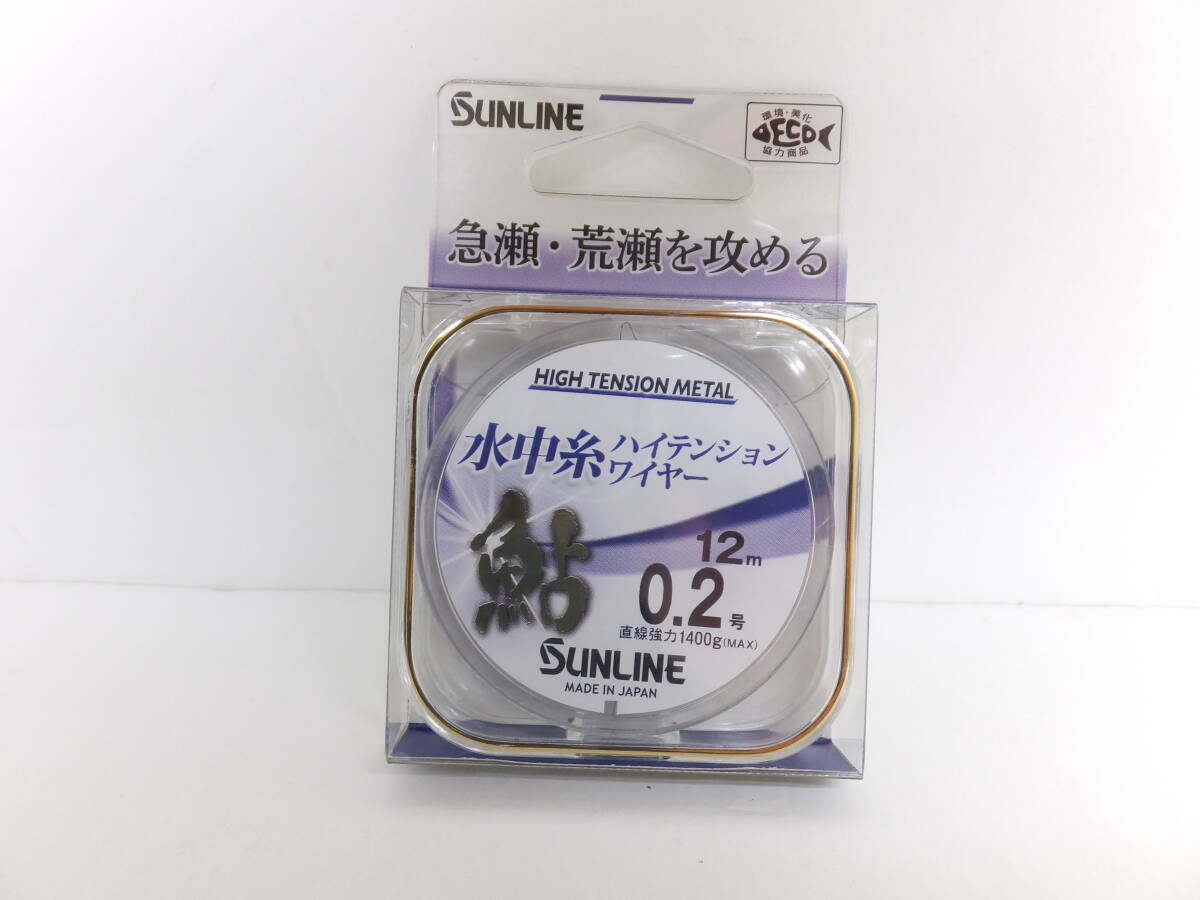 SUNLINE
環境・美化
ECO
協力商品
急瀬・荒瀬を攻める
HIGH TENSION METAL
水中糸 ハイテンション
ワイヤー
鮎
12m
0.2号
直線強力1400g(MAX)
SUNLINE
MADE IN JAPAN